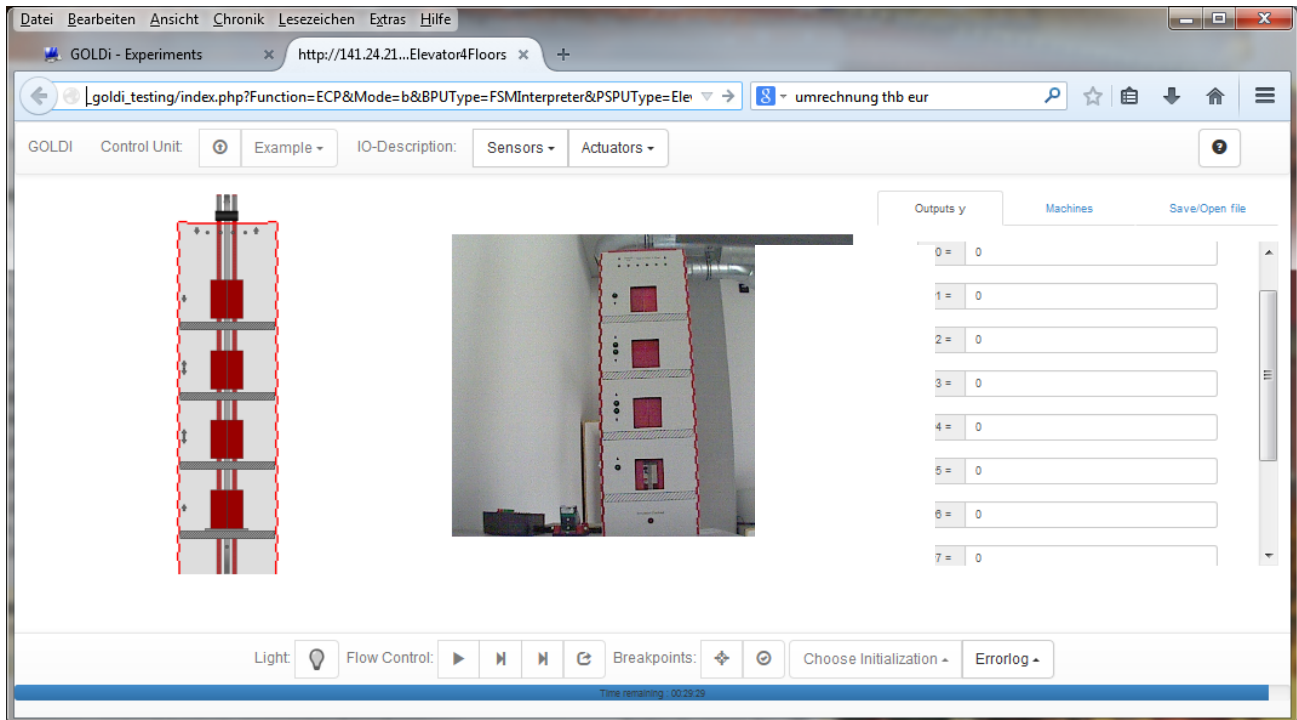 Datei Bearbeiten Ansicht Chronik Lesezeichen Extras Hilfe
GOLDi - Experiments × http://141.24.21...Elevator4Floors × +
_goldi_testing/index.php?Function=ECP&Mode=b&BPUType=FSMInterpreter&PSPUType=Ele 8 umrechnung thb eur
GOLDI Control Unit: Example IO-Description: Sensors Actuators
Outputs y Machines Save/Open file
0 = 0
1 = 0
2 = 0
3 = 0
4 = 0
5 = 0
6 = 0
7 = 0
Light: Flow Control: Breakpoints: Choose Initialization Errorlog
Time remaining : 00:29:29